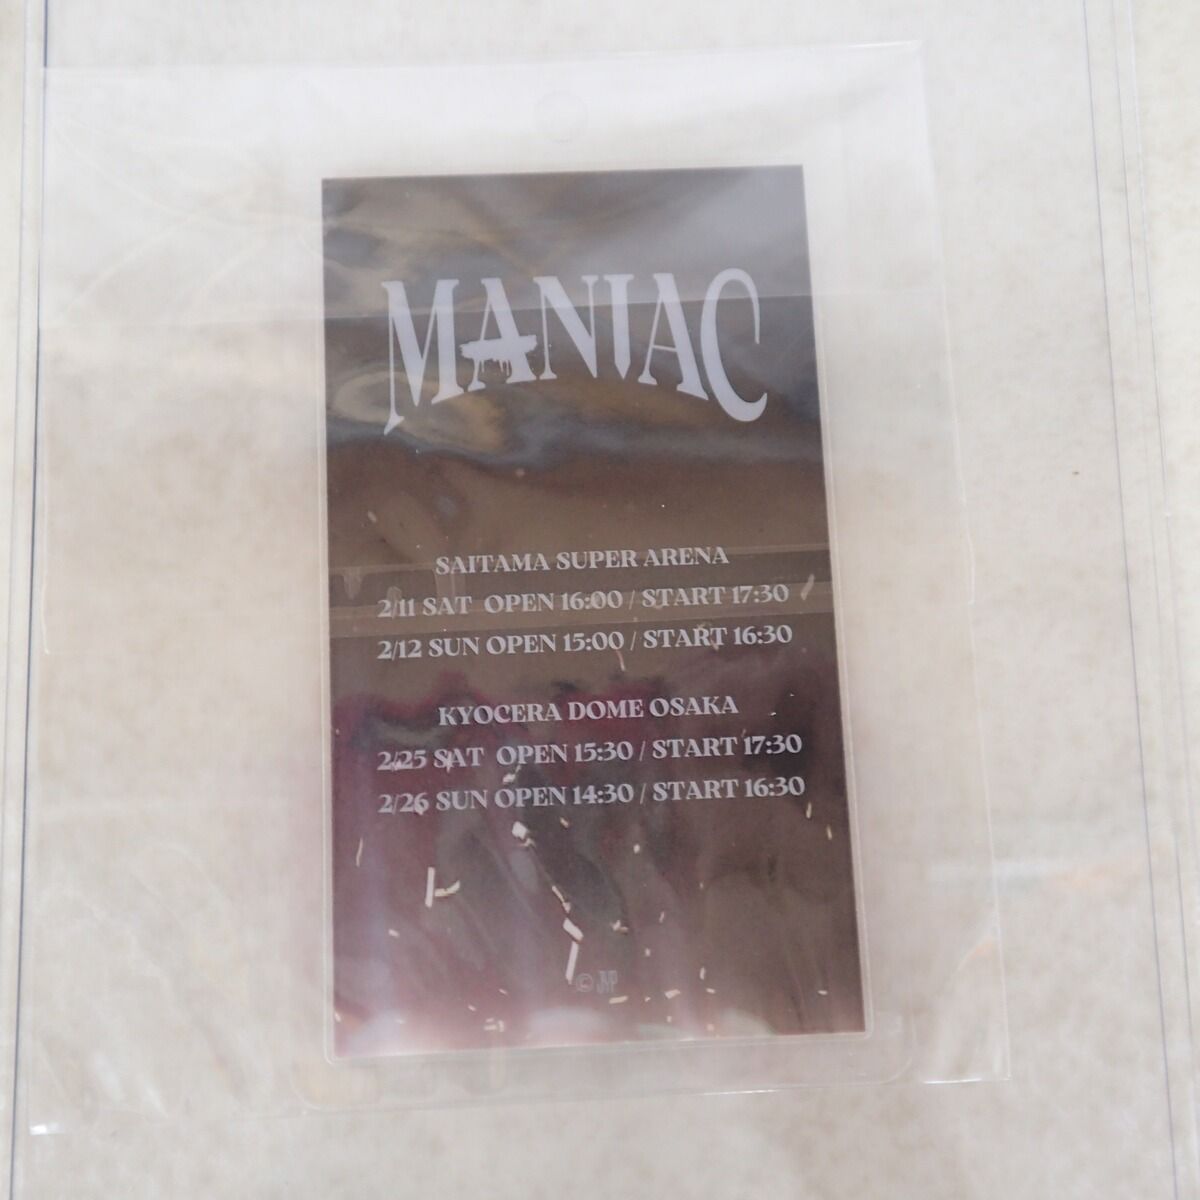 MANIAC
SAITAMA SUPER ARENA
2/11 SAT OPEN 16:00 / START 17:30
2/12 SUN OPEN 15:00 / START 16:30
KYOCERA DOME OSAKA
2/25 SAT OPEN 15:30 / START 17:30
2/26 SUN OPEN 14:30 / START 16:30
© JYP